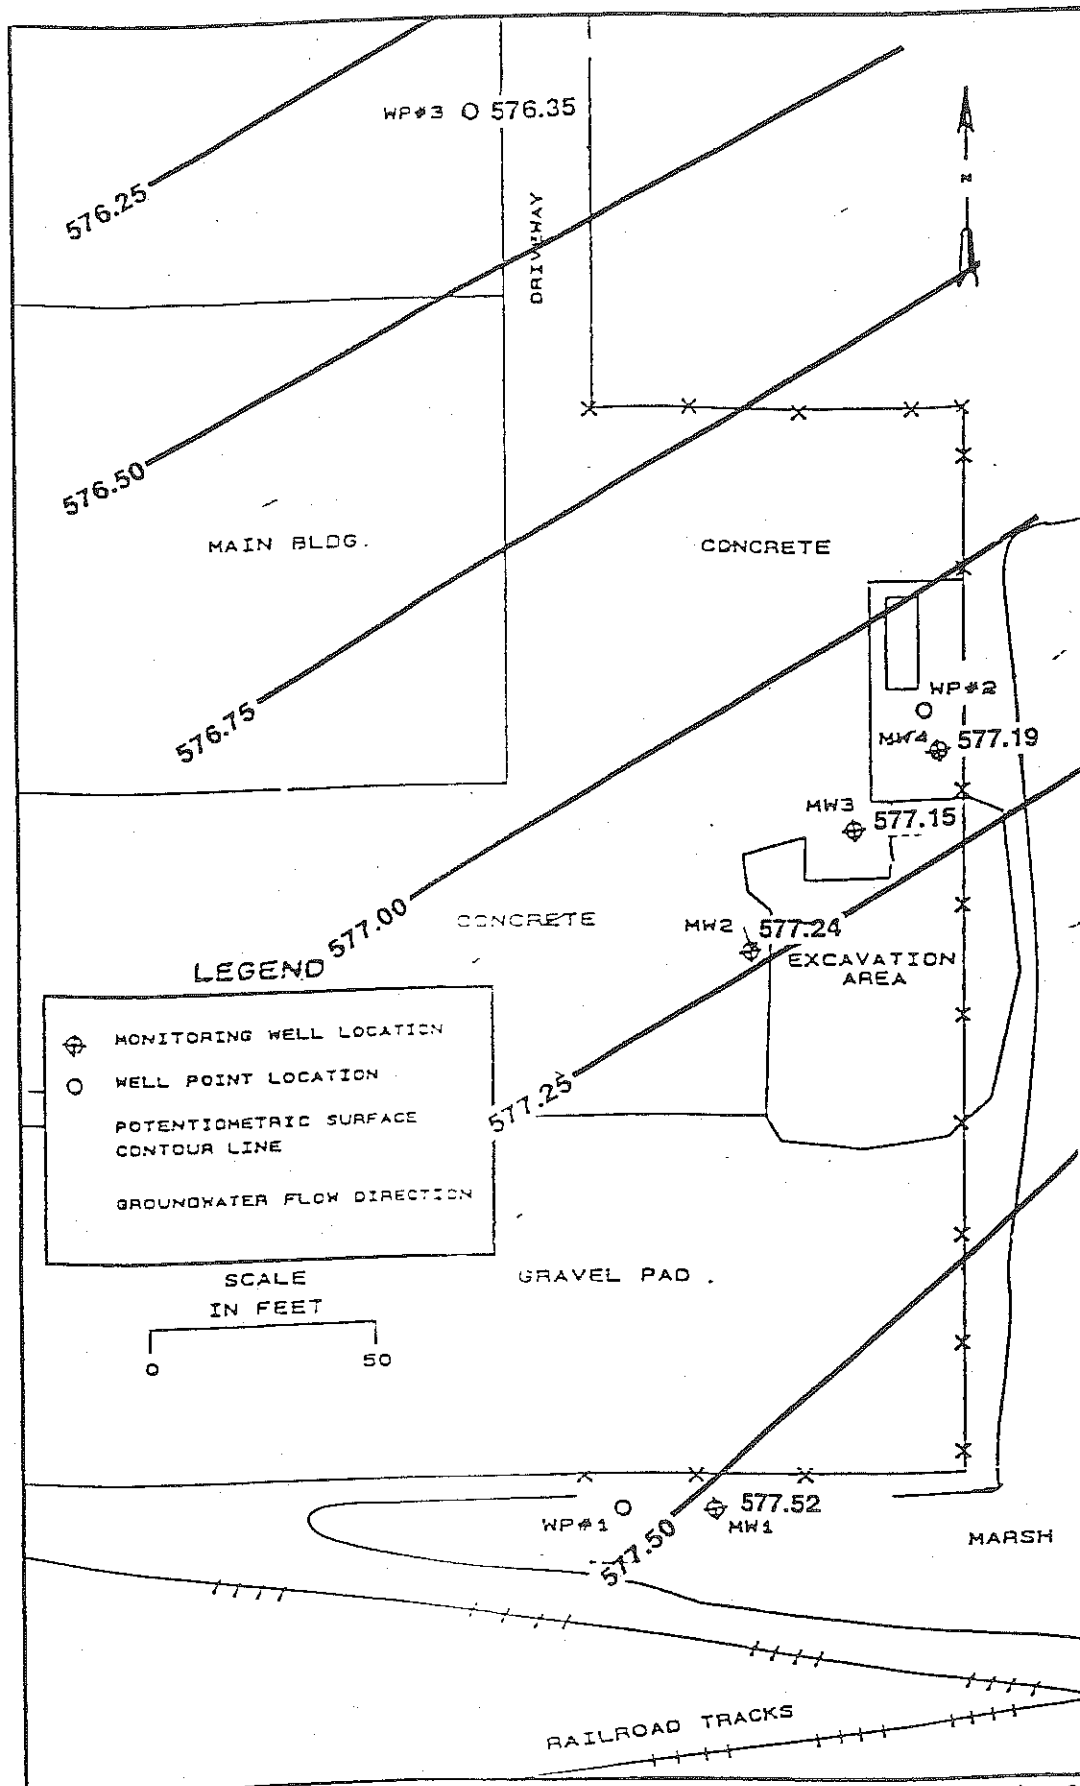 WP#3 576.35
576.25
DRIVEWAY
N
576.50
MAIN BLDG.
CONCRETE
WP#2
576.75
MW4 577.19
MW3 577.15
577.00
CONCRETE
MW2 577.24
EXCAVATION
AREA
LEGEND
MONITORING WELL LOCATION
WELL POINT LOCATION
POTENTIOMETRIC SURFACE
CONTOUR LINE
GROUNDWATER FLOW DIRECTION
577.25
SCALE
IN FEET
0 50
GRAVEL PAD .
WP#1
577.52
MW1
577.50
MARSH
RAILROAD TRACKS